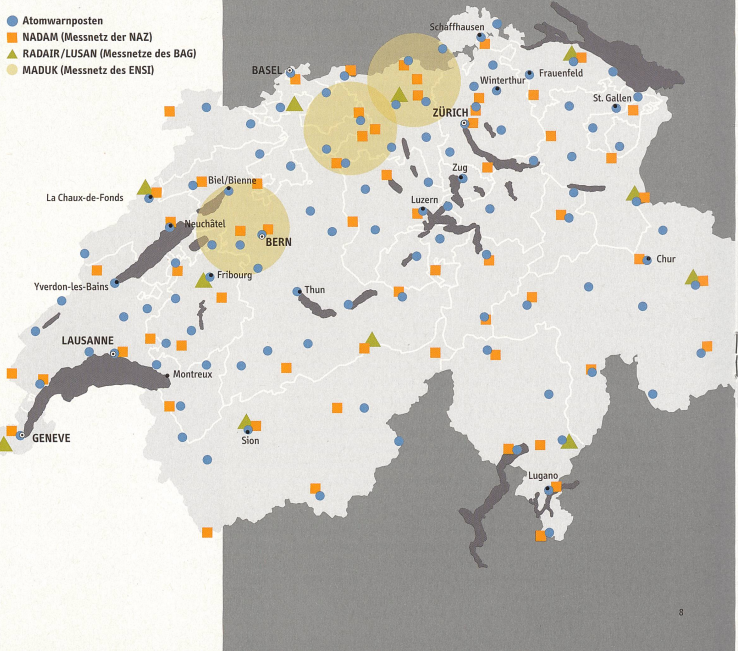 Atomwarnposten
NADAM (Messnetz der NAZ)
RADAIR/LUSAN (Messnetze des BAG)
MADUK (Messnetz des ENSI)
Schaffhausen
BASEL
Frauenfeld
Winterthur
St. Gallen
ZÜRICH
Zug
Biel/Bienne
La Chaux-de-Fonds
Luzern
Neuchâtel
BERN
Chur
Fribourg
Yverdon-les-Bains
Thun
LAUSANNE
Montreux
GENEVE
Sion
Lugano
8